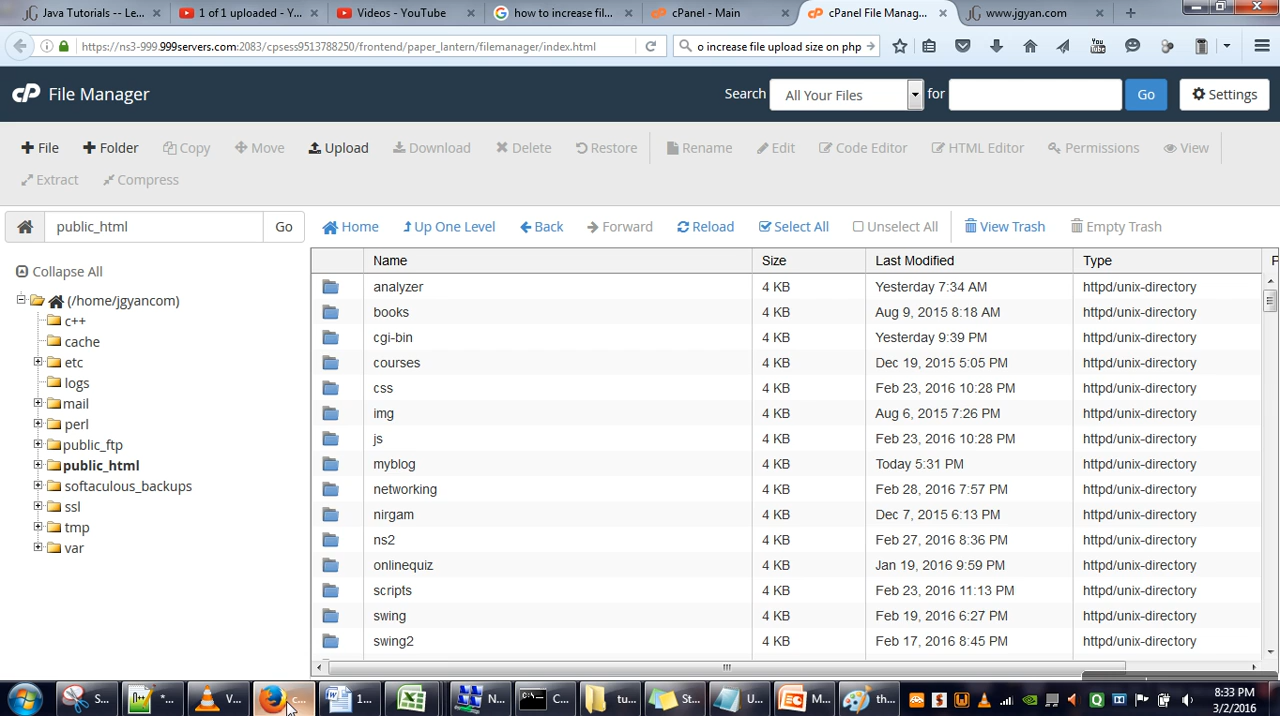 Java Tutorials -- Le... 1 of 1 uploaded - Y... Videos - YouTube how to increase fil... cPanel - Main cPanel File Manag... www.jgyan.com
https://ns3-999.999servers.com:2083/cpsess9513788250/frontend/paper_lantern/filemanager/index.html o increase file upload size on php
cP File Manager Search All Your Files for Go Settings
File Folder Copy Move Upload Download Delete Restore Rename Edit Code Editor HTML Editor Permissions View
Extract Compress
public_html Go Home Up One Level Back Forward Reload Select All Unselect All View Trash Empty Trash
Collapse All
(/home/jgyancom)
c++
cache
etc
logs
mail
perl
public_ftp
public_html
softaculous_backups
ssl
tmp
var
Name Size Last Modified Type P
analyzer 4 KB Yesterday 7:34 AM httpd/unix-directory
books 4 KB Aug 9, 2015 8:18 AM httpd/unix-directory
cgi-bin 4 KB Yesterday 9:39 PM httpd/unix-directory
courses 4 KB Dec 19, 2015 5:05 PM httpd/unix-directory
css 4 KB Feb 23, 2016 10:28 PM httpd/unix-directory
img 4 KB Aug 6, 2015 7:26 PM httpd/unix-directory
js 4 KB Feb 23, 2016 10:28 PM httpd/unix-directory
myblog 4 KB Today 5:31 PM httpd/unix-directory
networking 4 KB Feb 28, 2016 7:57 PM httpd/unix-directory
nirgam 4 KB Dec 7, 2015 6:13 PM httpd/unix-directory
ns2 4 KB Feb 27, 2016 8:36 PM httpd/unix-directory
onlinequiz 4 KB Jan 19, 2016 9:59 PM httpd/unix-directory
scripts 4 KB Feb 23, 2016 11:13 PM httpd/unix-directory
swing 4 KB Feb 19, 2016 6:27 PM httpd/unix-directory
swing2 4 KB Feb 17, 2016 8:45 PM httpd/unix-directory
S... *... V... c... 1... N... C... tu... St... U... M... th... 8:33 PM
3/2/2016